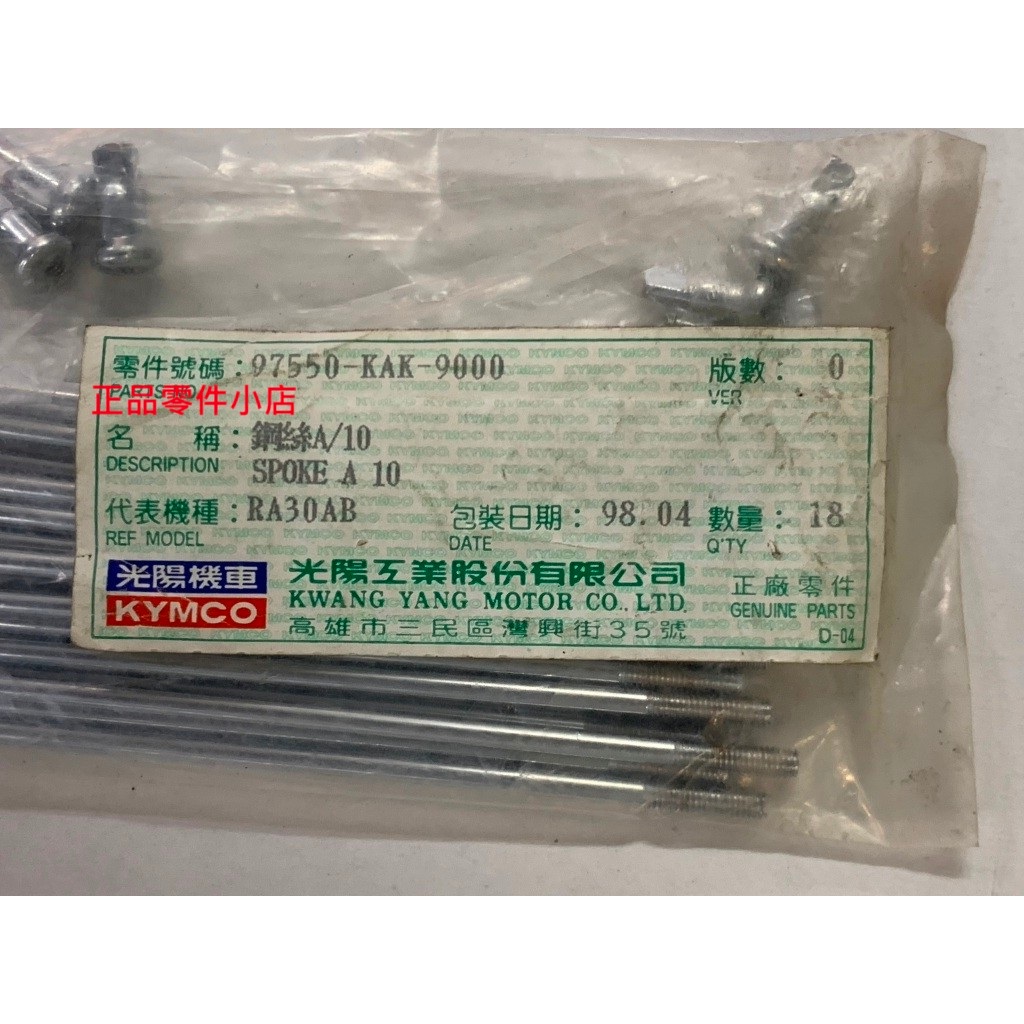 零件號碼：97550-KAK-9000 版數： 0
PARTS NO. VER
正品零件小店
名 稱：鋼絲A/10
DESCRIPTION SPOKE A 10
代表機種：RA30AB 包裝日期：98.04 數量：18
REF MODEL DATE Q'TY
光陽機車 光陽工業股份有限公司 正廠零件
KYMCO KWANG YANG MOTOR CO., LTD. GENUINE PARTS
高雄市三民區灣興街35號 D-04